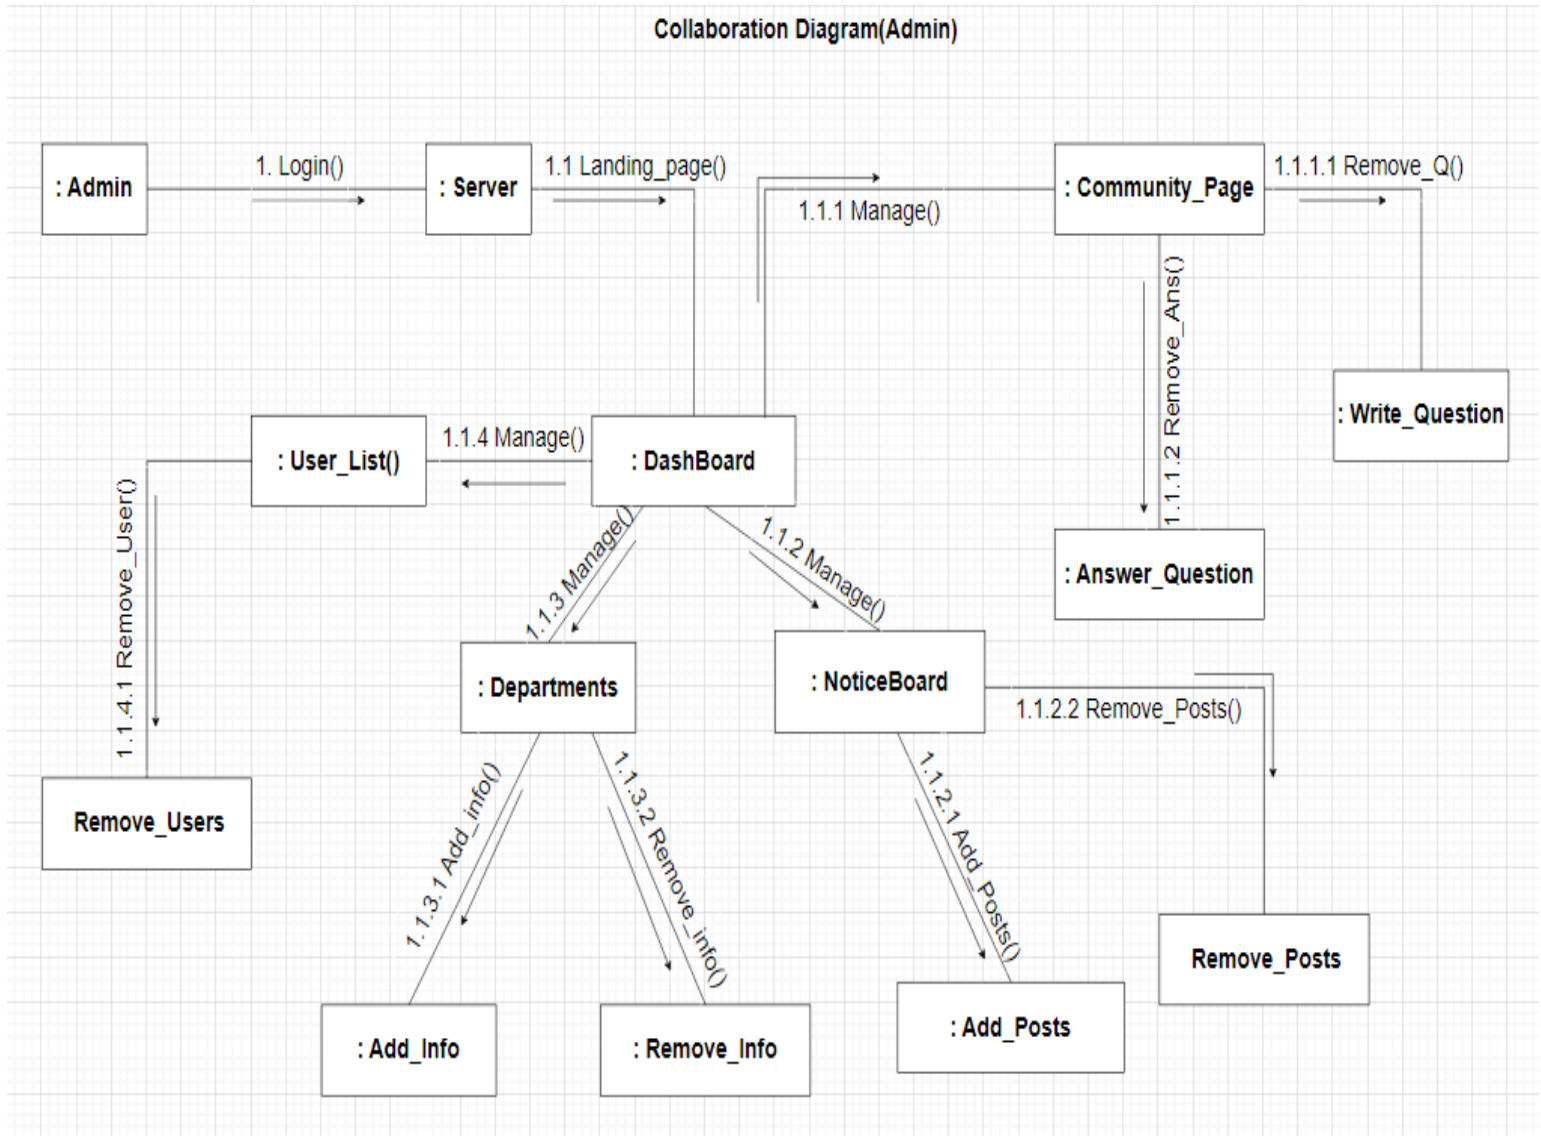 Collaboration Diagram(Admin)
: Admin
1. Login()
: Server
1.1 Landing_page()
1.1.1 Manage()
: Community_Page
1.1.1.1 Remove_Q()
1.1.1.2 Remove_Ans()
: Write_Question
: User_List()
1.1.4 Manage()
: DashBoard
1.1.4.1 Remove_User()
1.1.3 Manage()
1.1.2 Manage()
: Answer_Question
: Departments
: NoticeBoard
1.1.2.2 Remove_Posts()
Remove_Users
1.1.3.1 Add_info()
1.1.3.2 Remove_info()
1.1.2.1 Add_Posts()
Remove_Posts
: Add_Info
: Remove_Info
: Add_Posts